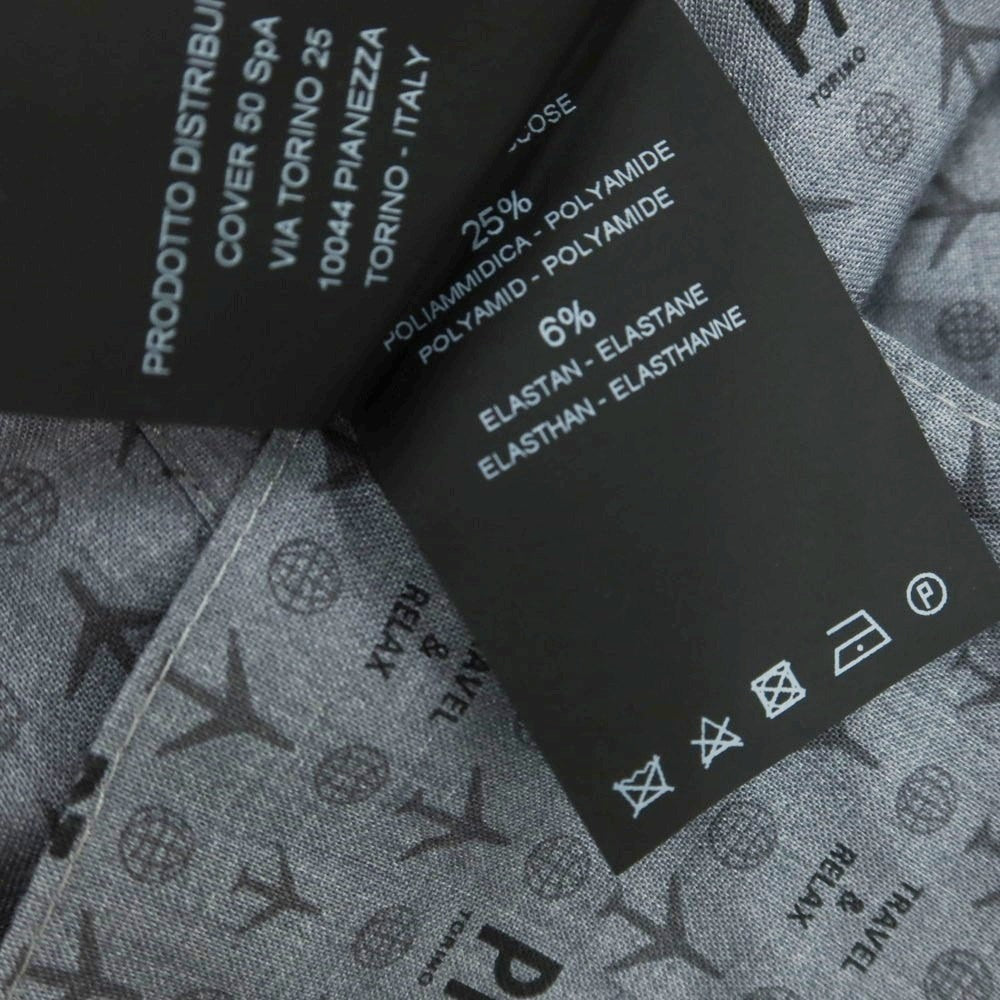 PRODOTTO
COVER 50 SpA
VIA TORINO 25
10044 PIANEZZA
TORINO - ITALY
25%
POLIAMMIDICA - POLYAMIDE
POLYAMID - POLYAMIDE
6%
ELASTAN - ELASTANE
ELASTHAN - ELASTHANNE
P
TORINO
TRAVEL
&
RELAX
TORINO
TRAVEL
&
RELAX